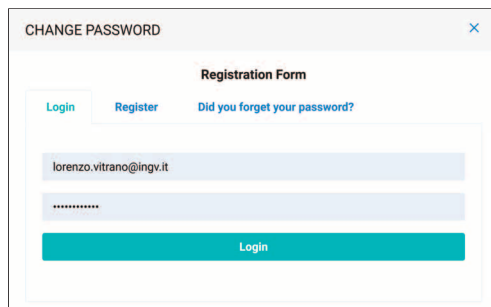 CHANGE PASSWORD
Registration Form
Login Register Did you forget your password?
lorenzo.vitrano@ingv.it
••••••••••••
Login